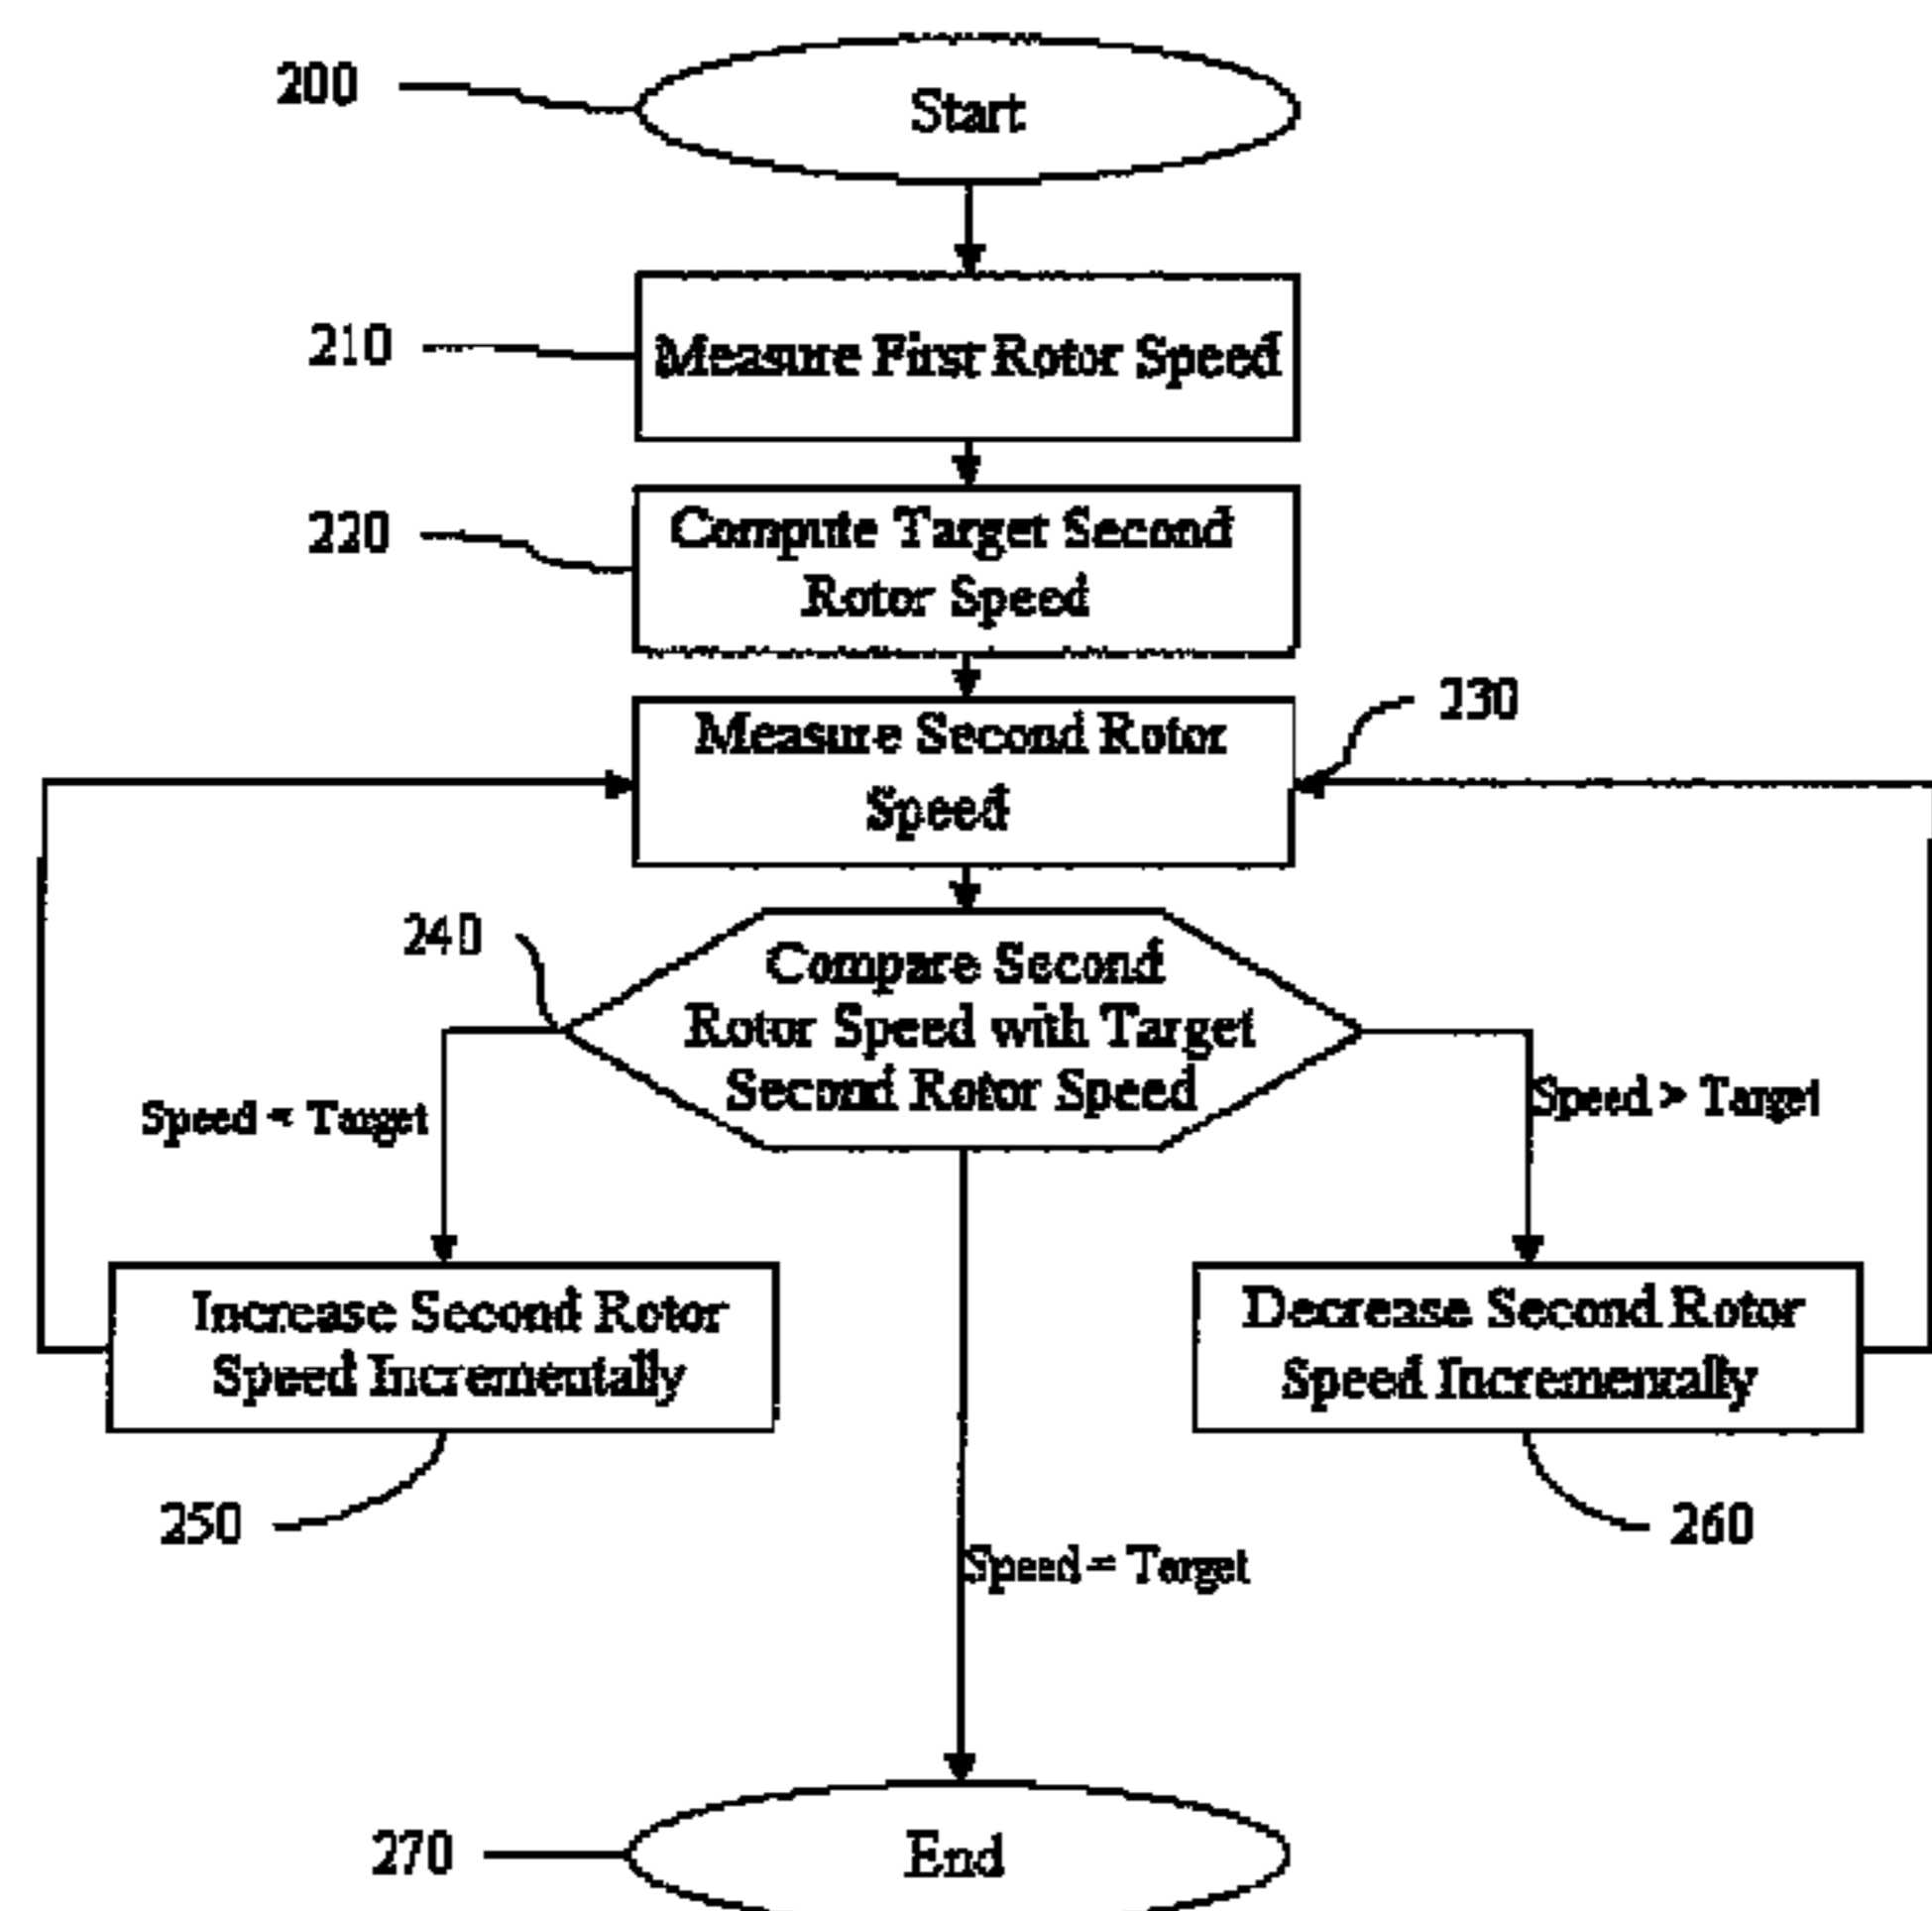 200
Start
210
Measure First Rotor Speed
220
Compute Target Second
Rotor Speed
230
Measure Second Rotor
Speed
240
Compare Second
Rotor Speed with Target
Second Rotor Speed
Speed < Target
Speed > Target
Increase Second Rotor
Speed Incrementally
Decrease Second Rotor
Speed Incrementally
250
260
Speed = Target
270
End